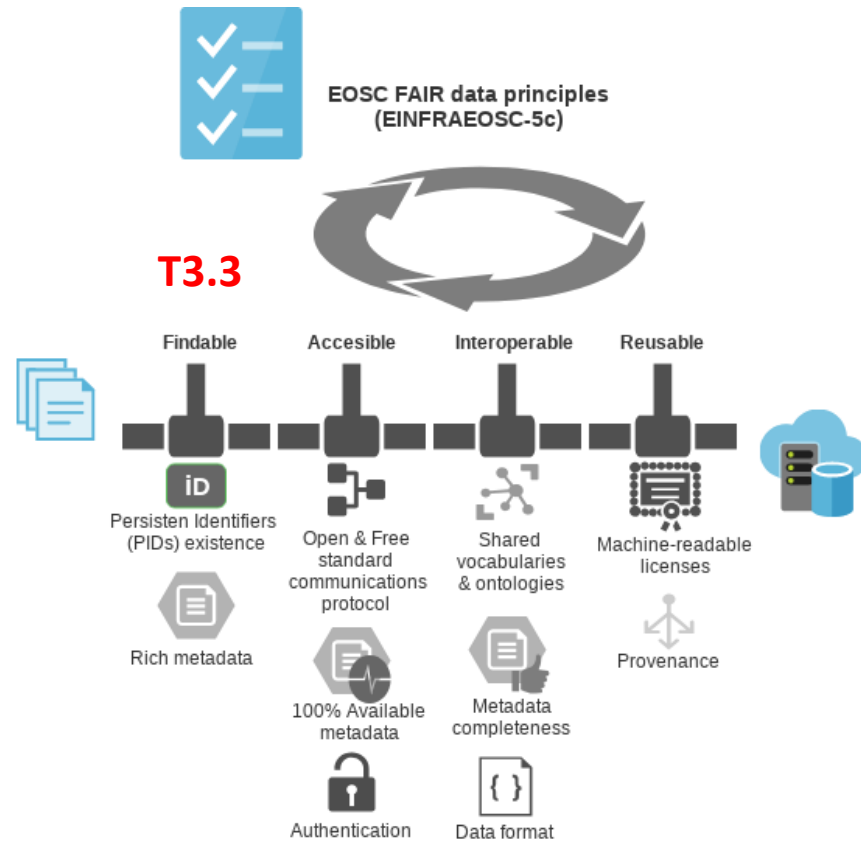 EOSC FAIR data principles
(EINFRAEOSC-5c)
T3.3
Findable
Accesible
Interoperable
Reusable
iD
Persisten Identifiers
(PIDs) existence
Rich metadata
Open & Free
standard
communications
protocol
100% Available
metadata
Authentication
Shared
vocabularies
& ontologies
Metadata
completeness
{ }
Data format
Machine-readable
licenses
Provenance